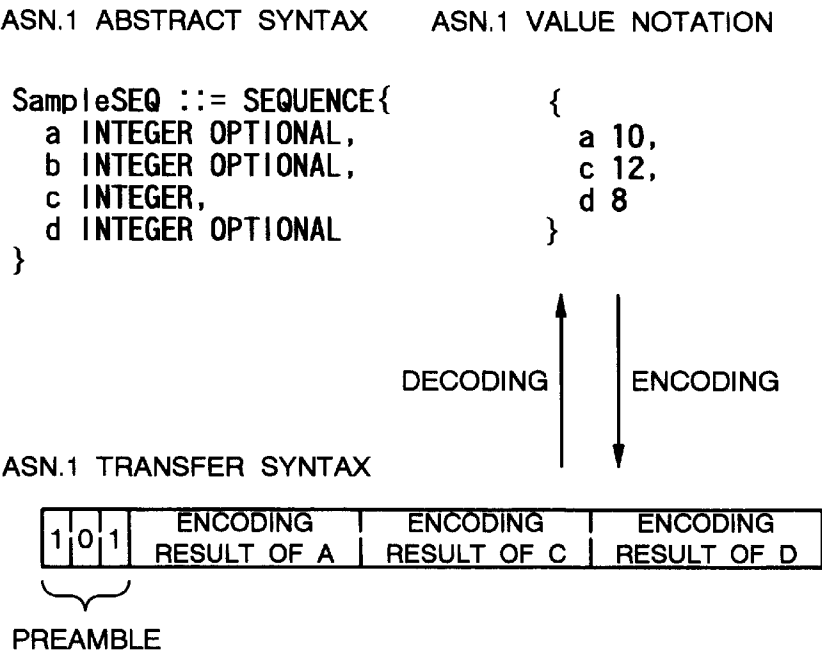 ASN.1 ABSTRACT SYNTAX
ASN.1 VALUE NOTATION
SampleSEQ ::= SEQUENCE{
a INTEGER OPTIONAL,
b INTEGER OPTIONAL,
c INTEGER,
d INTEGER OPTIONAL
}
{
a 10,
c 12,
d 8
}
DECODING
ENCODING
ASN.1 TRANSFER SYNTAX
1 0 1
ENCODING
RESULT OF A
ENCODING
RESULT OF C
ENCODING
RESULT OF D
PREAMBLE